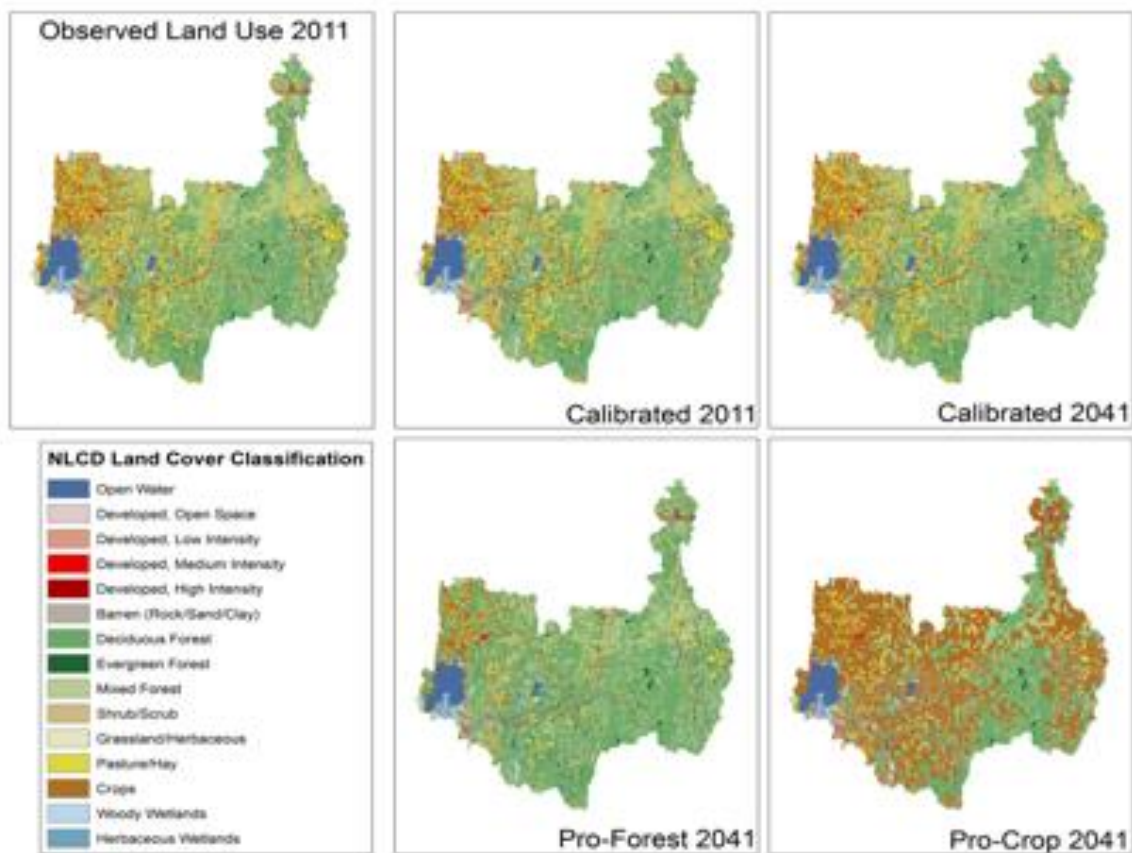 Observed Land Use 2011
Calibrated 2011
Calibrated 2041
NLCD Land Cover Classification
Open Water
Developed, Open Space
Developed, Low Intensity
Developed, Medium Intensity
Developed, High Intensity
Barren (Rock/Sand/Clay)
Deciduous Forest
Evergreen Forest
Mixed Forest
Shrub/Scrub
Grassland/Herbaceous
Pasture/Hay
Crops
Woody Wetlands
Herbaceous Wetlands
Pro-Forest 2041
Pro-Crop 2041